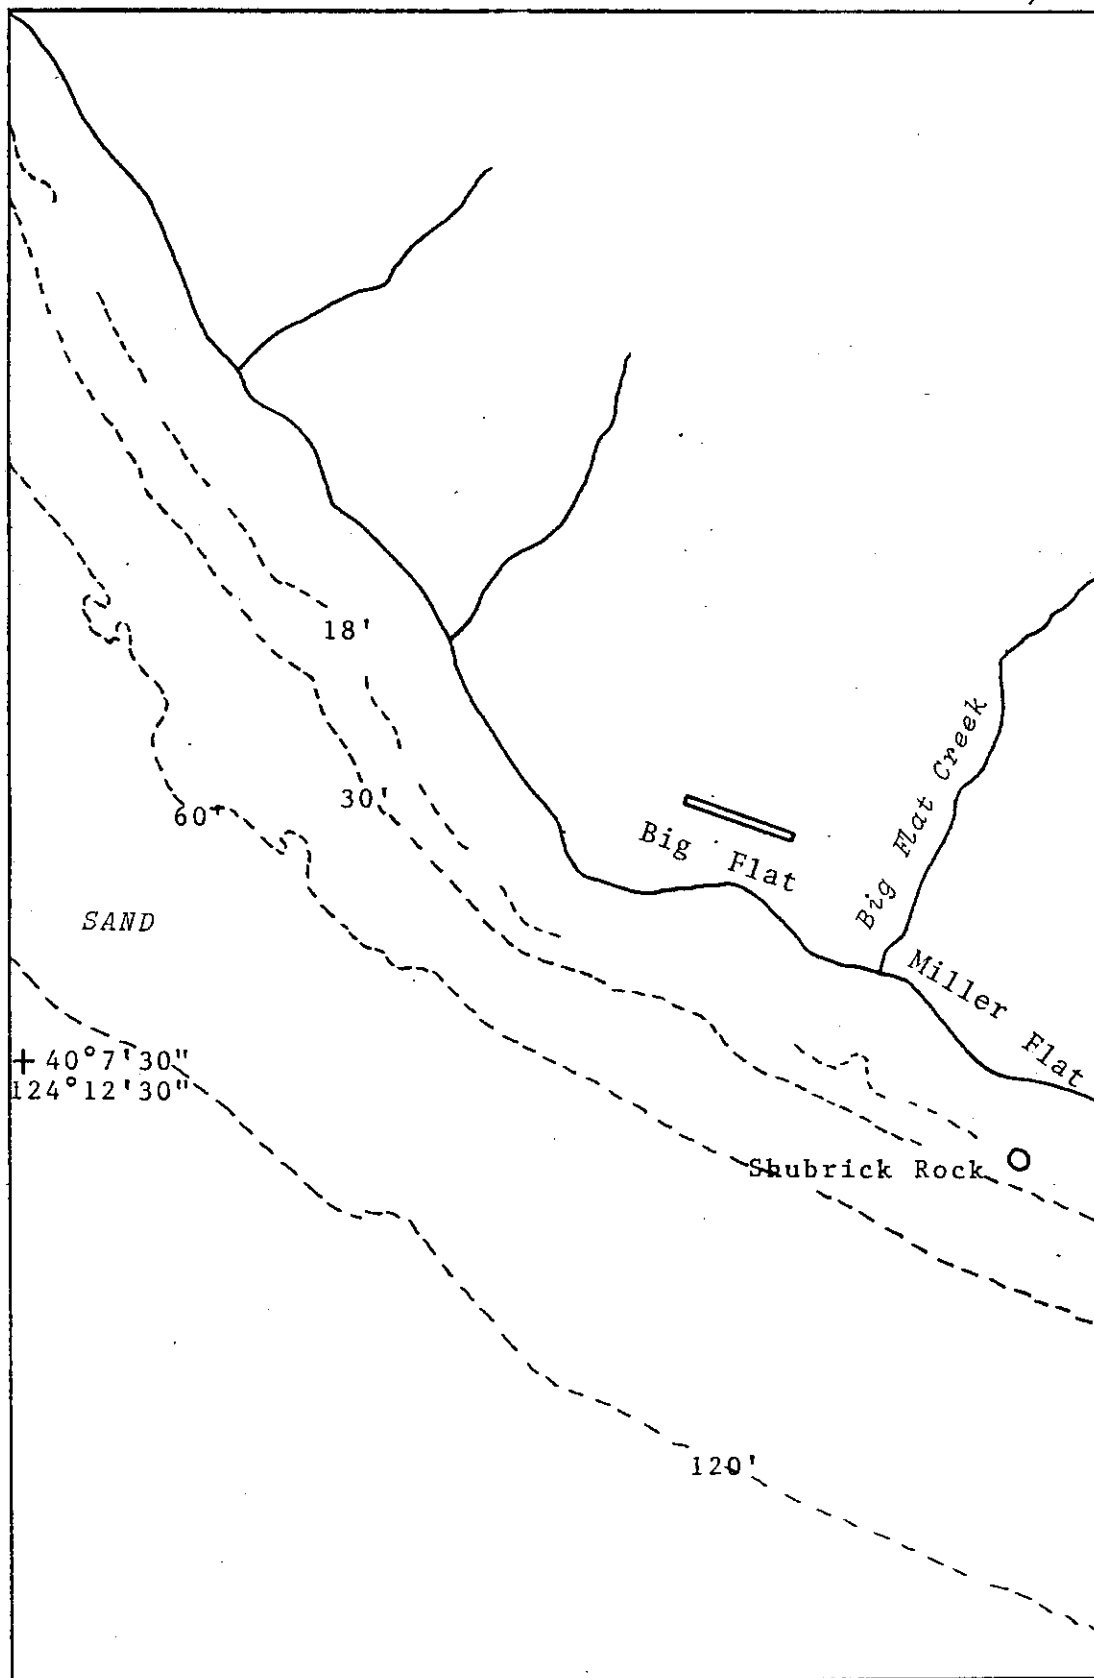 18'
30'
60'
Big Flat
Big Flat Creek
SAND
Miller Flat
+ 40°7'30"
124°12'30"
Shubrick Rock
120'